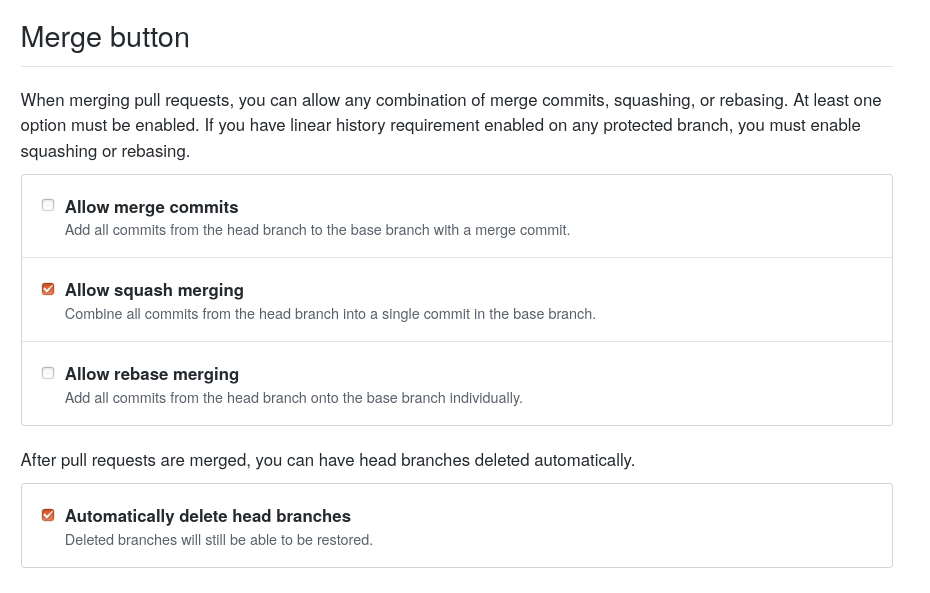 Merge button
When merging pull requests, you can allow any combination of merge commits, squashing, or rebasing. At least one
option must be enabled. If you have linear history requirement enabled on any protected branch, you must enable
squashing or rebasing.
Allow merge commits
Add all commits from the head branch to the base branch with a merge commit.
Allow squash merging
Combine all commits from the head branch into a single commit in the base branch.
Allow rebase merging
Add all commits from the head branch onto the base branch individually.
After pull requests are merged, you can have head branches deleted automatically.
Automatically delete head branches
Deleted branches will still be able to be restored.